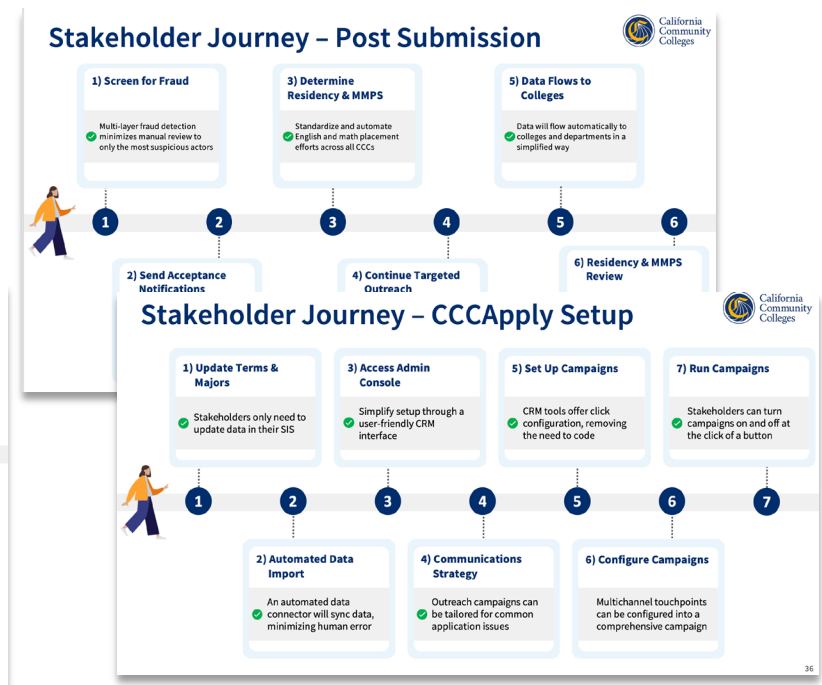 Stakeholder Journey – Post Submission
California
Community
Colleges
1) Screen for Fraud
Multi-layer fraud detection
minimizes manual review to
only the most suspicious actors
3) Determine
Residency & MMPS
Standardize and automate
English and math placement
efforts across all CCCs
5) Data Flows to
Colleges
Data will flow automatically to
colleges and departments in a
simplified way
1
2
3
4
5
6
2) Send Acceptance
Notifications
4) Continue Targeted
Outreach
6) Residency & MMPS
Review
Stakeholder Journey – CCCApply Setup
California
Community
Colleges
1) Update Terms &
Majors
Stakeholders only need to
update data in their SIS
3) Access Admin
Console
Simplify setup through a
user-friendly CRM
interface
5) Set Up Campaigns
CRM tools offer click
configuration, removing
the need to code
7) Run Campaigns
Stakeholders can turn
campaigns on and off at
the click of a button
1
2
3
4
5
6
7
2) Automated Data
Import
An automated data
connector will sync data,
minimizing human error
4) Communications
Strategy
Outreach campaigns can
be tailored for common
application issues
6) Configure Campaigns
Multichannel touchpoints
can be configured into a
comprehensive campaign
36